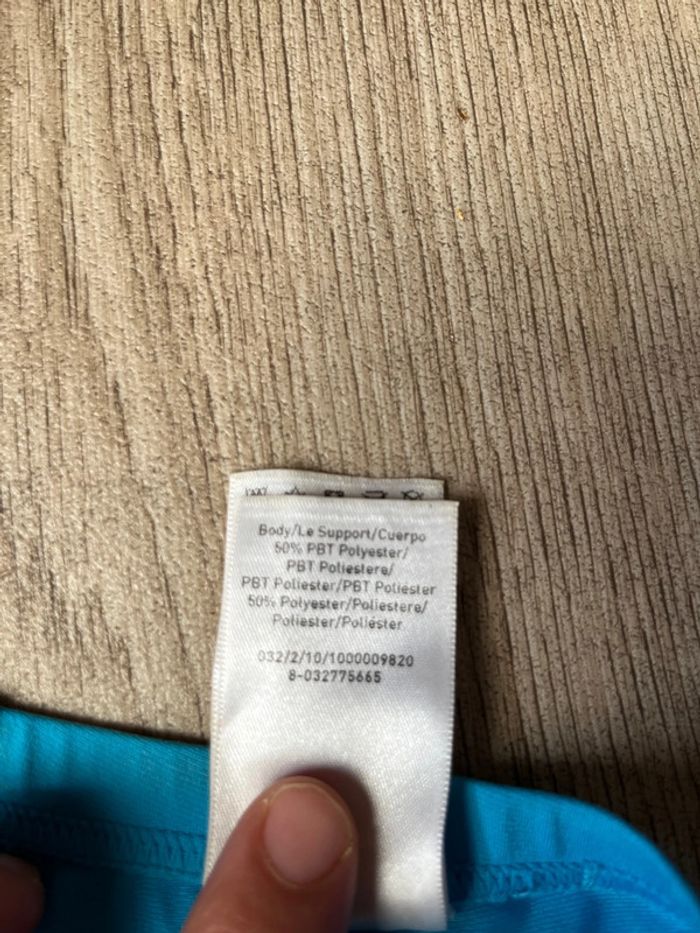 Body/Le Support/Cuerpo
50% PBT Polyester/
PBT Poliestere/
PBT Poliester/PBT Poliéster
50% Polyester/Poliestere/
Poliester/Poliéster
032/2/10/1000009820
8-032775665